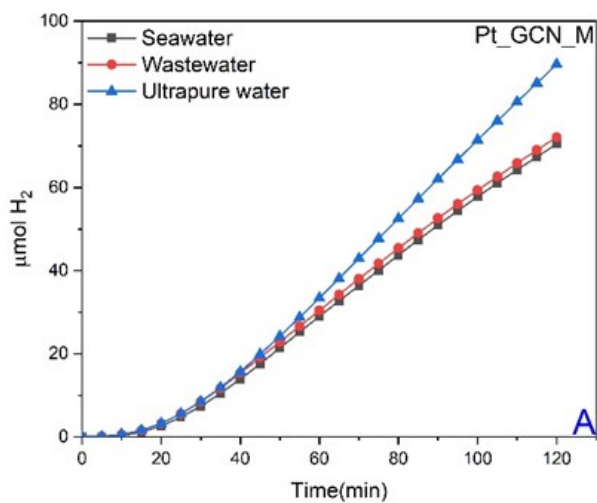 100
80
60
40
20
0
μmol H₂
Seawater
Wastewater
Ultrapure water
Pt_GCN_M
A
0 20 40 60 80 100 120
Time(min)